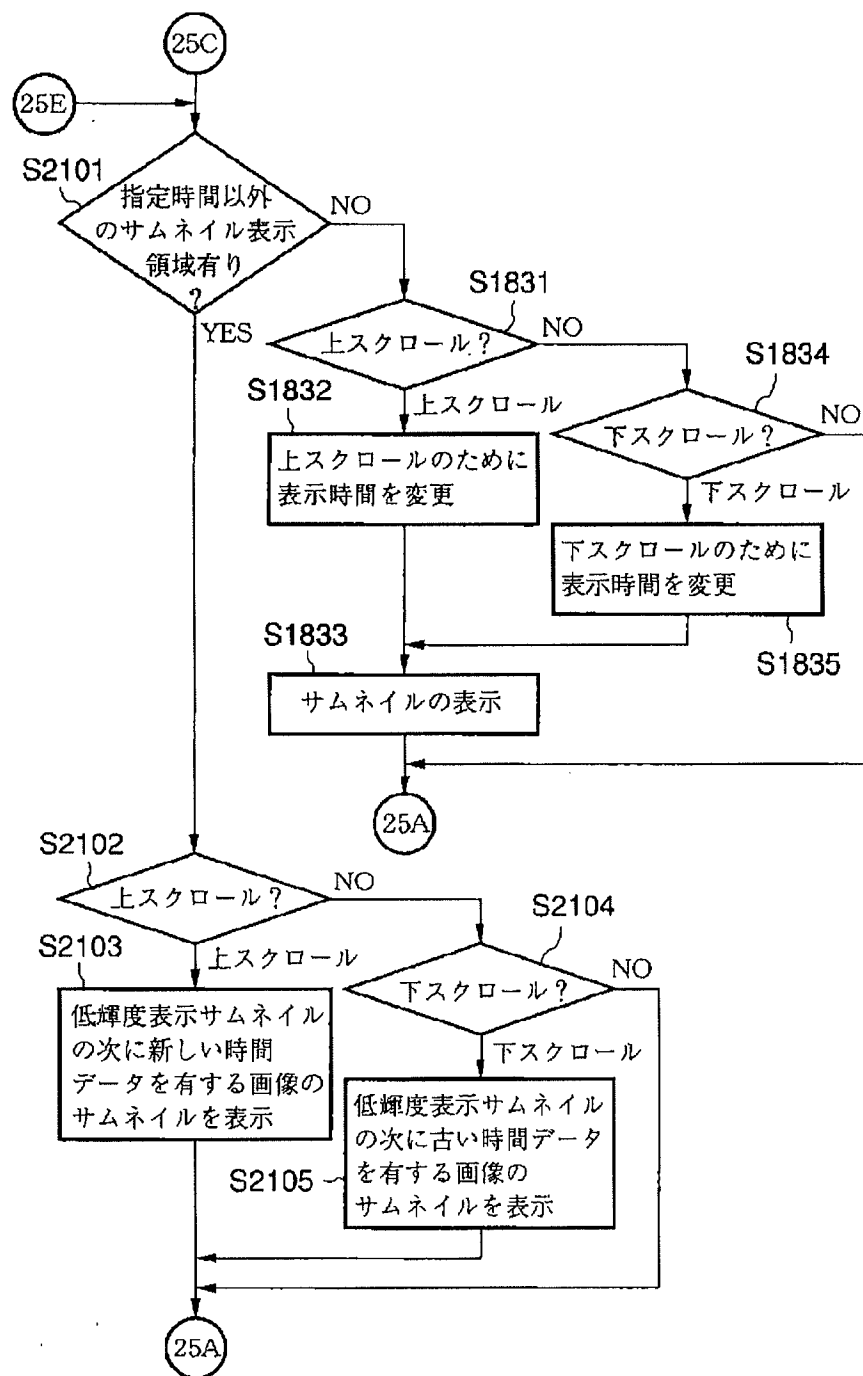 25C
25E
S2101
指定時間以外
のサムネイル表示
領域有り
?
NO
YES
S1831
上スクロール?
NO
上スクロール
S1832
上スクロールのために
表示時間を変更
S1834
下スクロール?
NO
下スクロール
下スクロールのために
表示時間を変更
S1835
S1833
サムネイルの表示
25A
S2102
上スクロール?
NO
上スクロール
S2103
低輝度表示サムネイル
の次に新しい時間
データを有する画像の
サムネイルを表示
S2104
下スクロール?
NO
下スクロール
低輝度表示サムネイル
の次に古い時間データ
を有する画像の
サムネイルを表示
S2105
25A